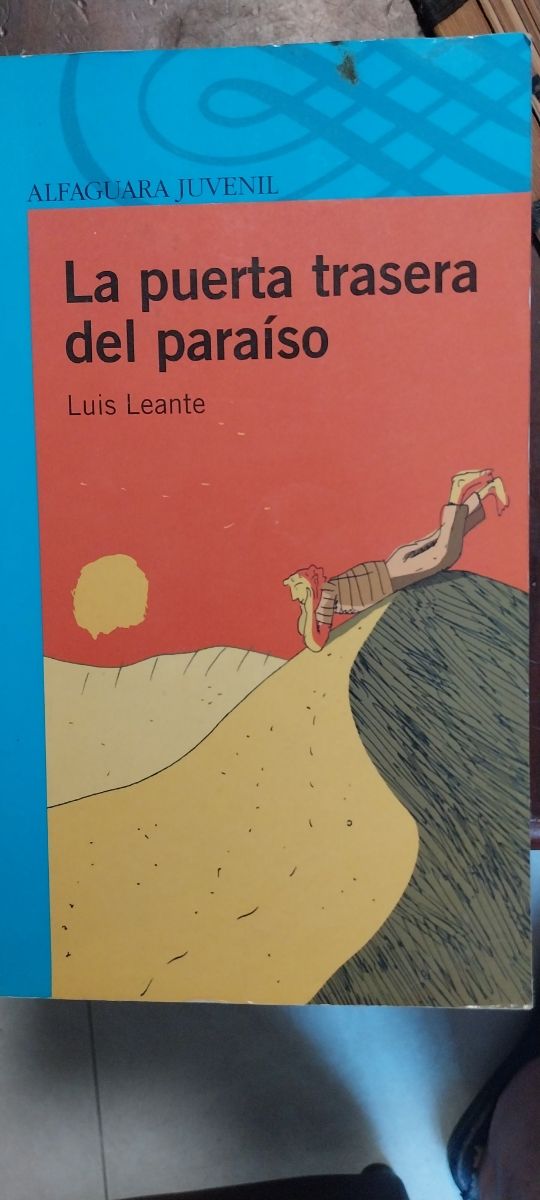 ALFAGUARA JUVENIL
La puerta trasera
del paraíso
Luis Leante